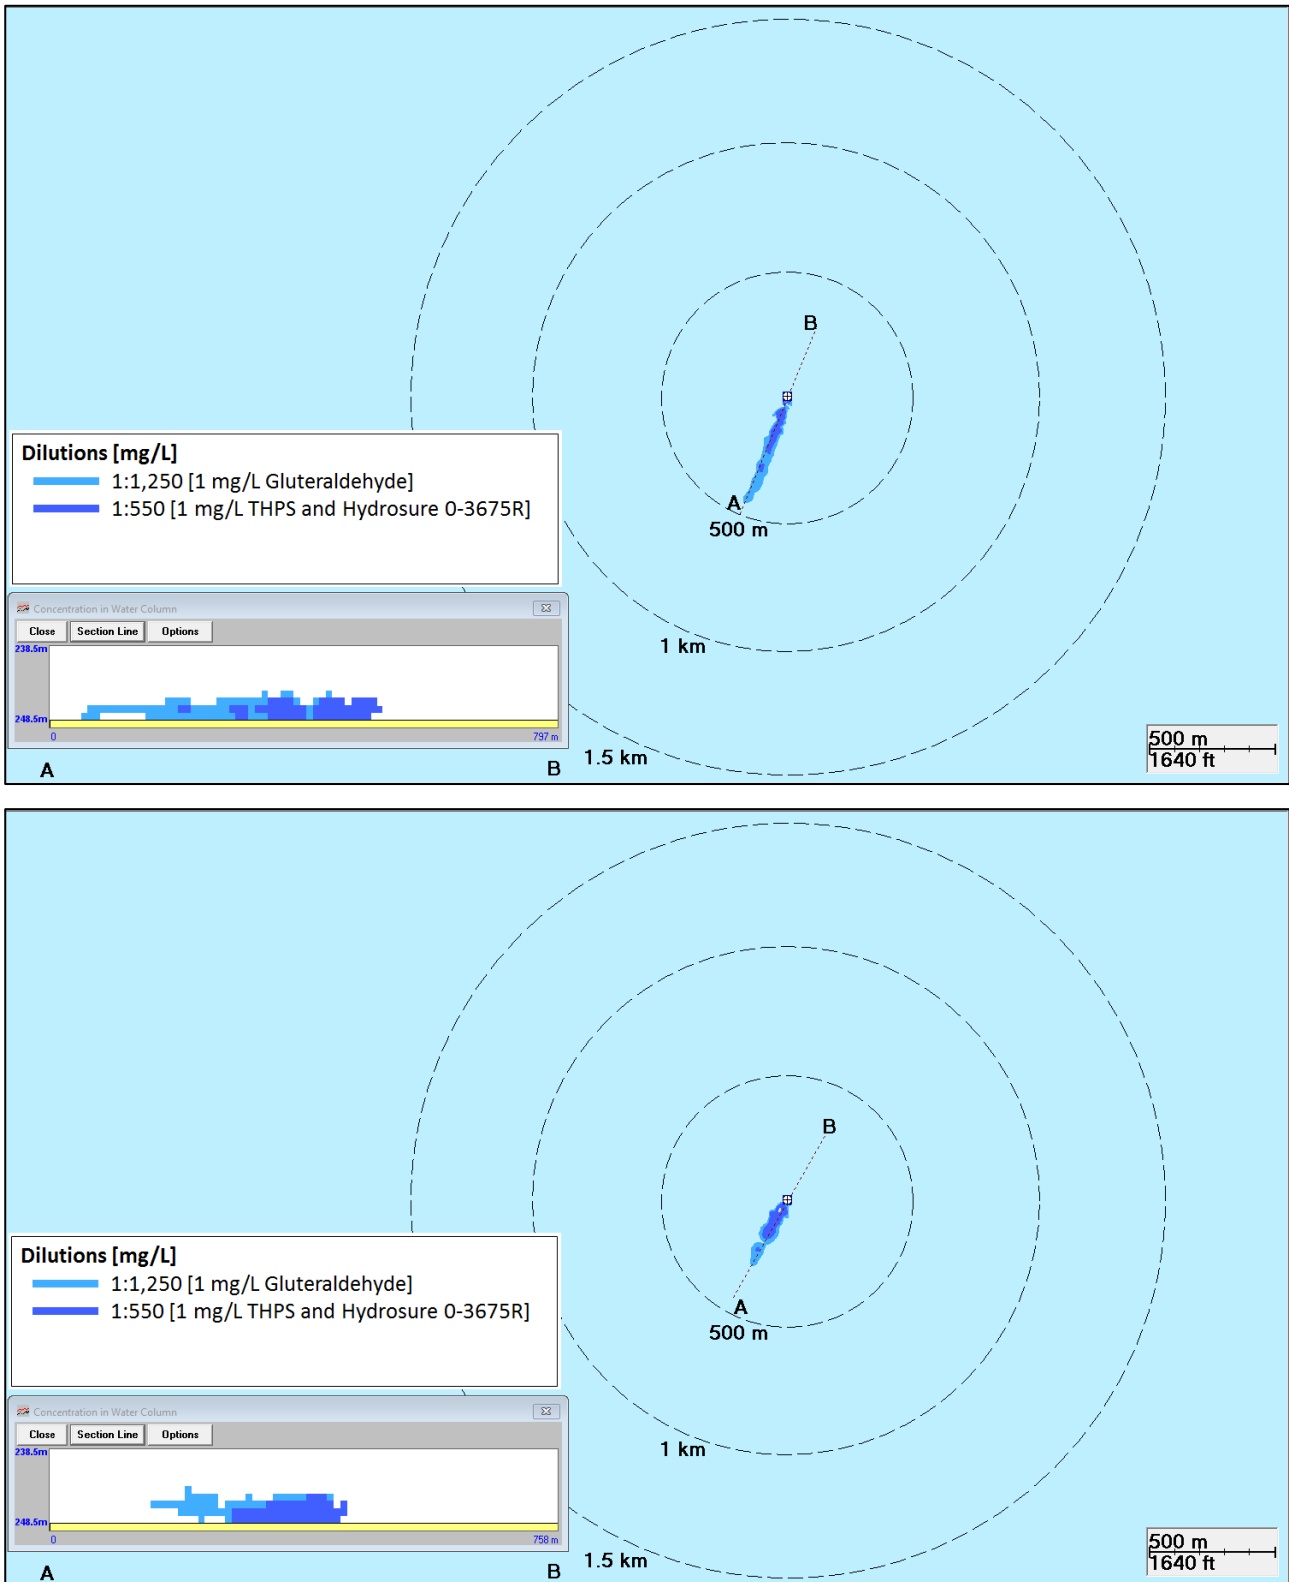 B
A
500 m
1 km
1.5 km
Dilutions [mg/L]
1:1,250 [1 mg/L Gluteraldehyde]
1:550 [1 mg/L THPS and Hydrosure 0-3675R]
Concentration in Water Column
Close Section Line Options
238.5m
248.5m
0 797 m
A B
500 m
1640 ft
B
A
500 m
1 km
1.5 km
Dilutions [mg/L]
1:1,250 [1 mg/L Gluteraldehyde]
1:550 [1 mg/L THPS and Hydrosure 0-3675R]
Concentration in Water Column
Close Section Line Options
238.5m
248.5m
0 758 m
A B
500 m
1640 ft